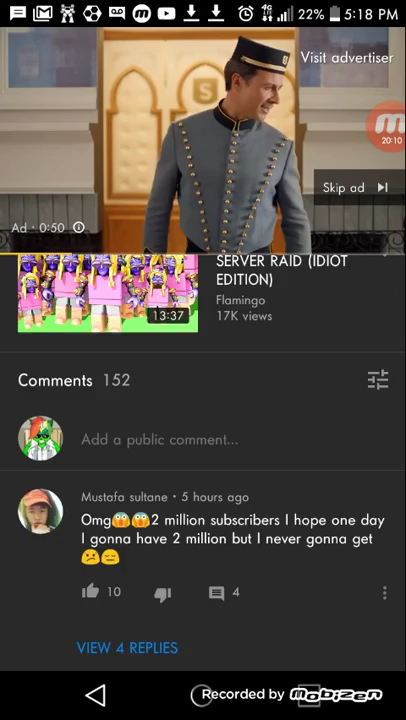 22% 5:18 PM
Visit advertiser
20:10
Skip ad
Ad · 0:50
S
SERVER RAID (IDIOT
EDITION)
Flamingo
17K views
13:37
Comments 152
Add a public comment...
Mustafa sultane · 5 hours ago
Omg😱😱2 million subscribers I hope one day
I gonna have 2 million but I never gonna get
😕😑
10
4
VIEW 4 REPLIES
Recorded by Mobizen